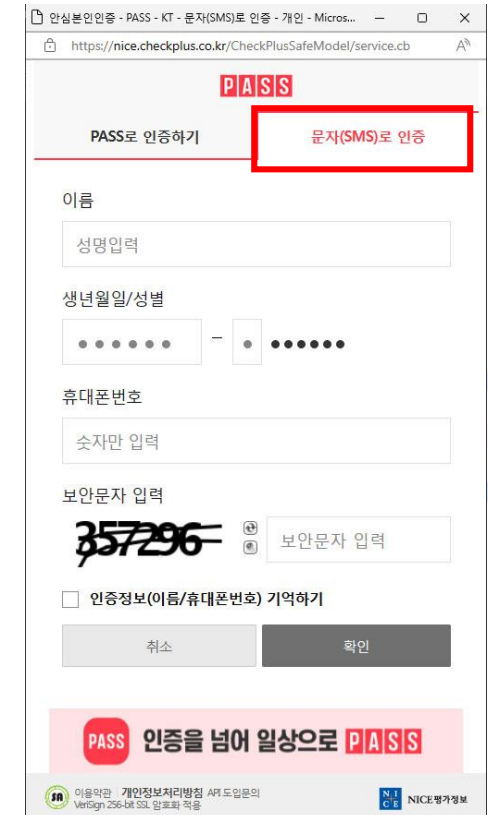 안심본인인증 - PASS - KT - 문자(SMS)로 인증 - 개인 - Micros...
https://nice.checkplus.co.kr/CheckPlusSafeModel/service.cb
PASS
PASS로 인증하기 문자(SMS)로 인증
이름
성명입력
생년월일/성별
휴대폰번호
숫자만 입력
보안문자 입력
357296 보안문자 입력
인증정보(이름/휴대폰번호) 기억하기
취소 확인
PASS 인증을 넘어 일상으로 PASS
이용약관 개인정보처리방침 API 도입문의
VeriSign 256-bit SSL 암호화 적용
NICE NICE평가정보